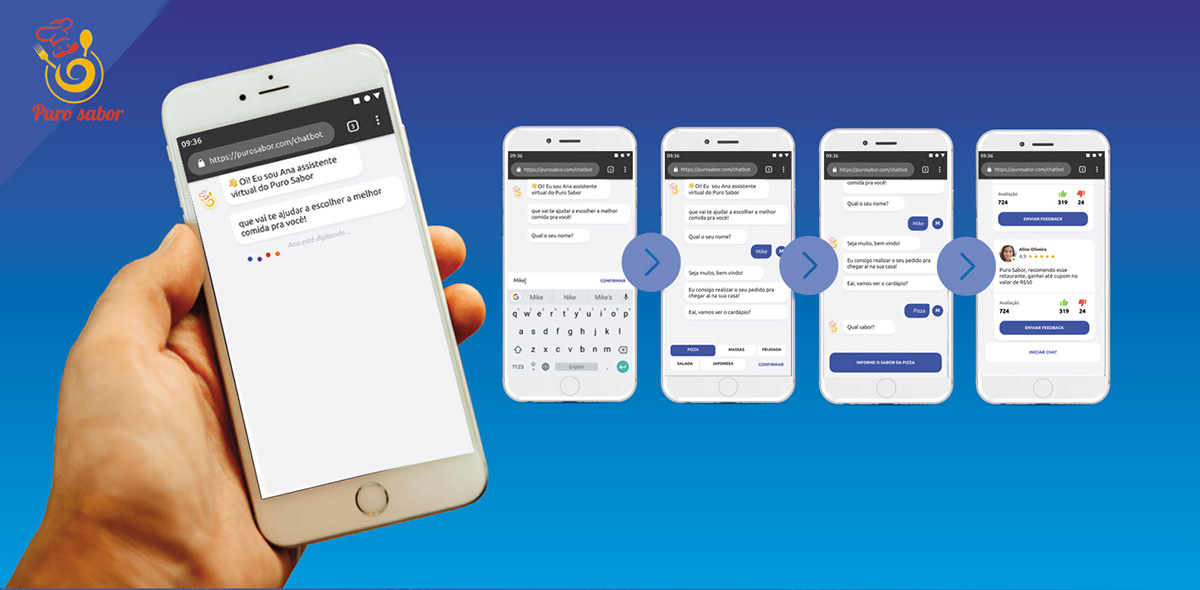 Puro sabor
09:36
https://purosabor.com/chatbot
3
👋 Oi! Eu sou Ana assistente
virtual do Puro Sabor
que vai te ajudar a escolher a melhor
comida pra você!
Ana está digitando...
09:36
https://purosabor.com/chatbot
3
👋 Oi! Eu sou Ana assistente
virtual do Puro Sabor
que vai te ajudar a escolher a melhor
comida pra você!
Qual o seu nome?
Mike
CONFIRMAR
G Mike Nike Mike's
q w e r t y u i o p
a s d f g h j k l
z x c v b n m
?123 English .
09:36
https://purosabor.com/chatbot
3
👋 Oi! Eu sou Ana assistente
virtual do Puro Sabor
que vai te ajudar a escolher a melhor
comida pra você!
Qual o seu nome?
Mike M
Seja muito, bem vindo!
Eu consigo realizar o seu pedido pra
chegar aí na sua casa!
Eai, vamos ver o cardápio?
PIZZA MASSAS FEIJOADA
SALADA JAPONESA CONFIRMAR
09:36
https://purosabor.com/chatbot
3
comida pra você!
Qual o seu nome?
Mike M
Seja muito, bem vindo!
Eu consigo realizar o seu pedido pra
chegar aí na sua casa!
Eai, vamos ver o cardápio?
Pizza M
Qual sabor?
INFORME O SABOR DA PIZZA
09:36
https://purosabor.com/chatbot
3
Avaliação
724 319 24
ENVIAR FEEDBACK
Aline Oliveira
4.9
Puro Sabor, recomendo esse
retaurante, ganhei até cupom no
valor de R$50
Avaliação
724 319 24
ENVIAR FEEDBACK
INICIAR CHAT